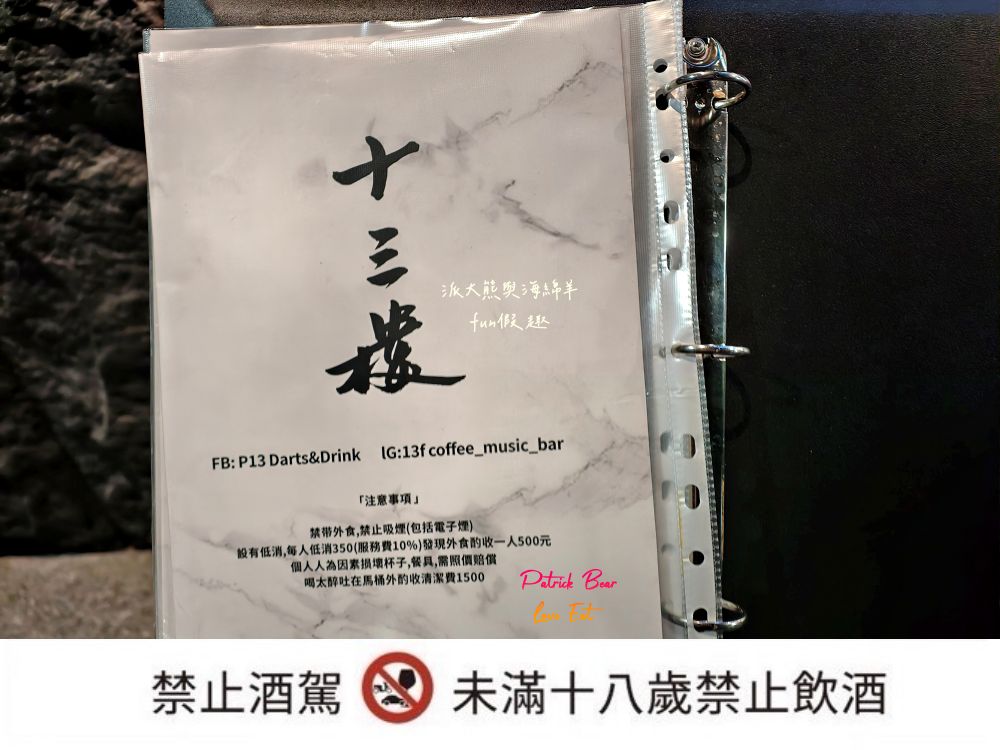 十三樓
派大熊與海綿羊
fun假趣
FB: P13 Darts&Drink IG:13f coffee_music_bar
「注意事項」
禁带外食,禁止吸煙(包括電子煙)
設有低消,每人低消350(服務費10%)發現外食酌收一人500元
個人人為因素損壞杯子,餐具,需照價賠償
喝太醉吐在馬桶外酌收清潔費1500
Patrick Bear
Love Eat
禁止酒駕 未滿十八歲禁止飲酒